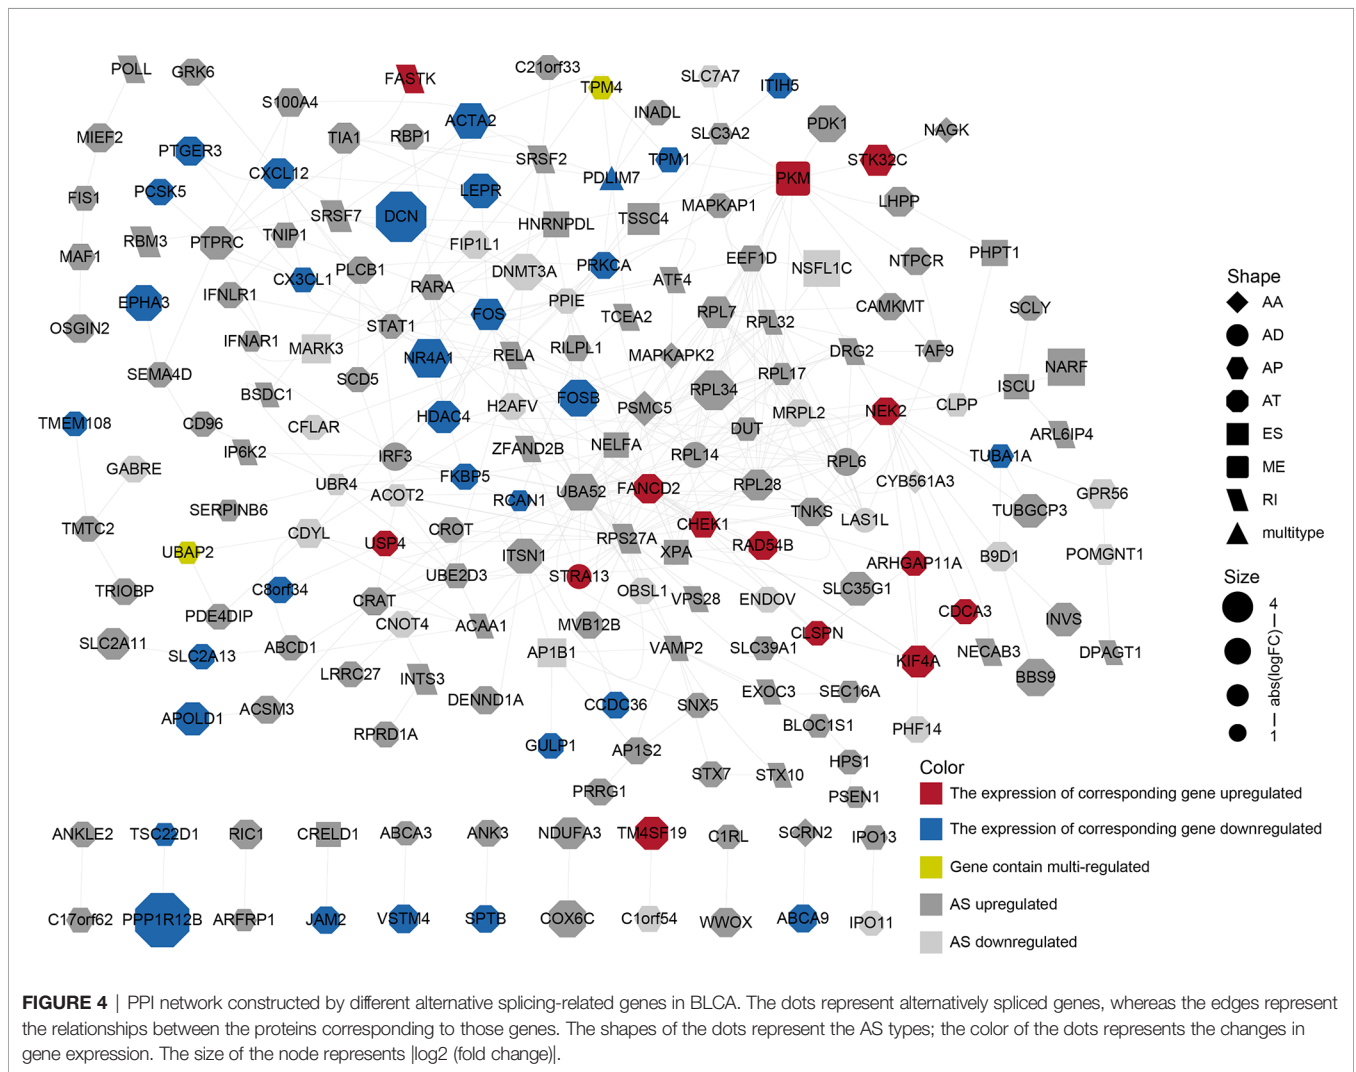 POLL
GRK6
FASTK
C21orf33
TPM4
SLC7A7
ITIH5
S100A4
ACTA2
INADL
PDK1
NAGK
MIEF2
TIA1
RBP1
SLC3A2
PTGER3
SRSF2
TPM1
STK32C
CXCL12
PDLIM7
PKM
FIS1
PCSK5
LEPR
LHPP
SRSF7
DCN
HNRNPDL
TSSC4
MAPKAP1
MAF1
RBM3
PTPRC
TNIP1
FIP1L1
EEF1D
NSFL1C
NTPCR
PHPT1
CX3CL1
PLCB1
DNMT3A
PRKCA
ATF4
EPHA3
IFNLR1
RARA
PPIE
CAMKMT
SCLY
OSGIN2
STAT1
FOS
TCEA2
RPL7
RPL32
IFNAR1
MARK3
NR4A1
RELA
RILPL1
MAPKAPK2
DRG2
TAF9
NARF
SEMA4D
SCD5
RPL17
BSDC1
RPL34
ISCU
TMEM108
CD96
CFLAR
HDAC4
H2AFV
FOSB
PSMC5
MRPL2
NEK2
CLPP
DUT
ARL6IP4
IP6K2
IRF3
ZFAND2B
NELFA
RPL14
RPL6
TUBA1A
GABRE
UBR4
FKBP5
RPL28
CYB561A3
GPR56
ACOT2
RCAN1
UBA52
FANCD2
SERPINB6
TNKS
LAS1L
TUBGCP3
TMTC2
CDYL
CROT
CHEK1
UBAP2
USP4
ITSN1
RPS27A
XPA
RAD54B
B9D1
POMGNT1
ARHGAP11A
TRIOBP
C8orf34
UBE2D3
STRA13
OBSL1
VPS28
ENDOV
SLC35G1
PDE4DIP
CRAT
CDCA3
INVS
CNOT4
ACAA1
MVB12B
CLSPN
SLC2A11
SLC2A13
ABCD1
AP1B1
VAMP2
SLC39A1
KIF4A
NECAB3
DPAGT1
LRRC27
INTS3
BBS9
APOLD1
ACSM3
DENND1A
CCDC36
SNX5
EXOC3
SEC16A
RPRD1A
GULP1
AP1S2
BLOC1S1
PHF14
STX7
STX10
HPS1
PRRG1
PSEN1
ANKLE2
TSC22D1
RIC1
CRELD1
ABCA3
ANK3
NDUFA3
TM4SF19
C1RL
SCRN2
IPO13
C17orf62
PPP1R12B
ARFRP1
JAM2
VSTM4
SPTB
COX6C
C1orf54
WWOX
ABCA9
IPO11
Shape
AA
AD
AP
AT
ES
ME
RI
multitype
Size
4
abs(logFC)
1
Color
The expression of corresponding gene upregulated
The expression of corresponding gene downregulated
Gene contain multi-regulated
AS upregulated
AS downregulated
FIGURE 4 | PPI network constructed by different alternative splicing-related genes in BLCA. The dots represent alternatively spliced genes, whereas the edges represent
the relationships between the proteins corresponding to those genes. The shapes of the dots represent the AS types; the color of the dots represents the changes in
gene expression. The size of the node represents |log2 (fold change)|.